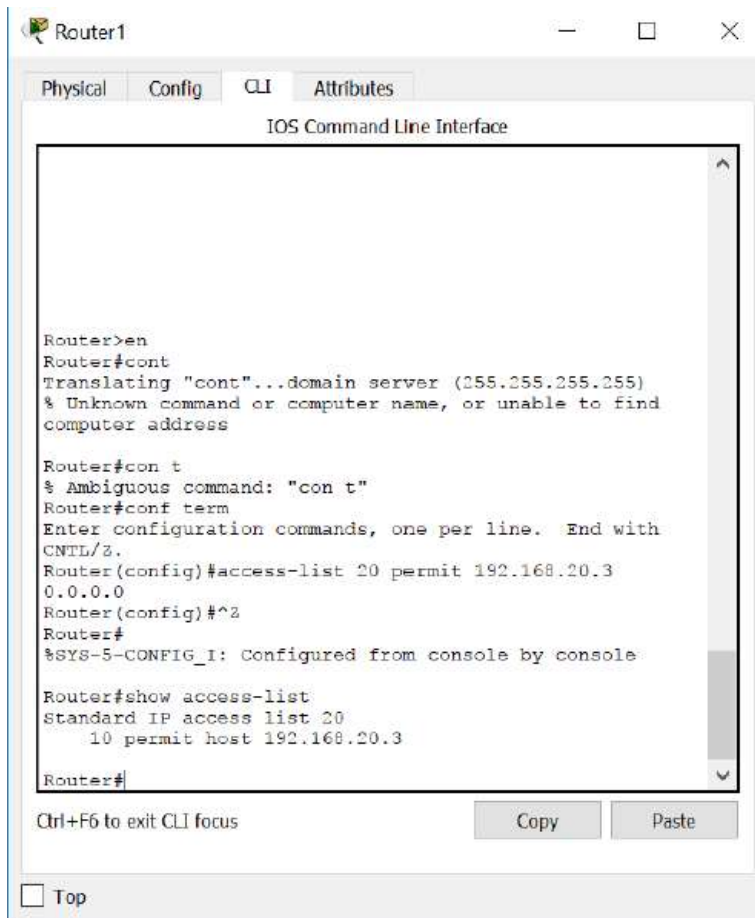 Router1
Physical Config CLI Attributes
IOS Command Line Interface
Router>en
Router#cont
Translating "cont"...domain server (255.255.255.255)
% Unknown command or computer name, or unable to find
computer address
Router#con t
% Ambiguous command: "con t"
Router#conf term
Enter configuration commands, one per line. End with
CNTL/Z.
Router(config)#access-list 20 permit 192.168.20.3
0.0.0.0
Router(config)#^Z
Router#
%SYS-5-CONFIG_I: Configured from console by console
Router#show access-list
Standard IP access list 20
10 permit host 192.168.20.3
Router#
Ctrl+F6 to exit CLI focus Copy Paste
Top